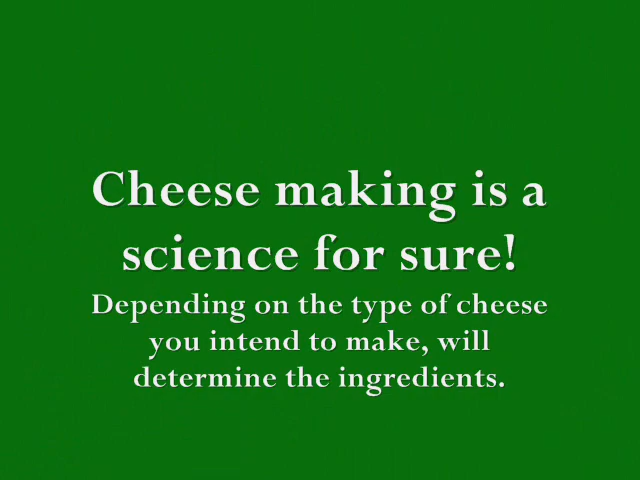 Cheese making is a
science for sure!
Depending on the type of cheese
you intend to make, will
determine the ingredients.